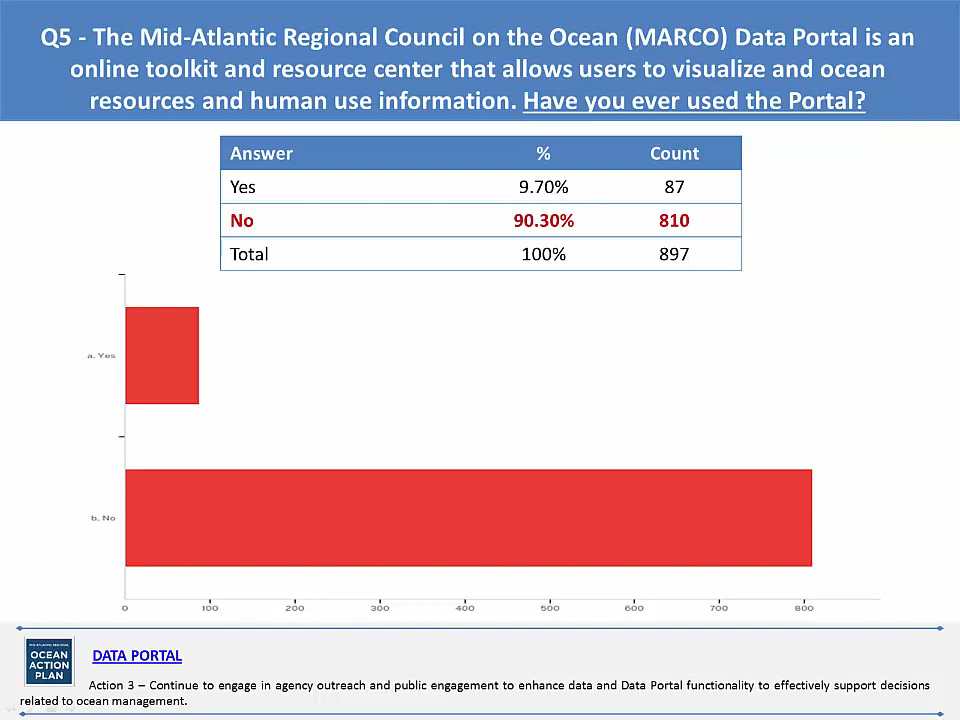 Q5 - The Mid-Atlantic Regional Council on the Ocean (MARCO) Data Portal is an
online toolkit and resource center that allows users to visualize and ocean
resources and human use information. Have you ever used the Portal?
Answer % Count
Yes 9.70% 87
No 90.30% 810
Total 100% 897
a. Yes
b. No
0 100 200 300 400 500 600 700 800
MID-ATLANTIC REGIONAL
OCEAN
ACTION
PLAN
DATA PORTAL
Action 3 – Continue to engage in agency outreach and public engagement to enhance data and Data Portal functionality to effectively support decisions
related to ocean management.